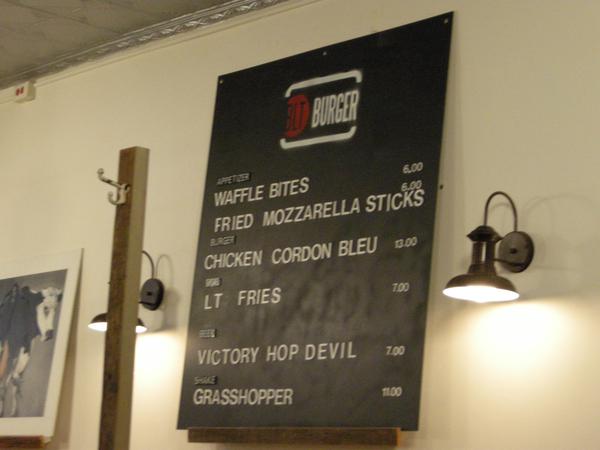 BLT BURGER
APPETIZER
WAFFLE BITES 6.00
FRIED MOZZARELLA STICKS 6.00
BURGER
CHICKEN CORDON BLEU 13.00
LT FRIES 7.00
BEER
VICTORY HOP DEVIL 7.00
SHAKE
GRASSHOPPER 11.00